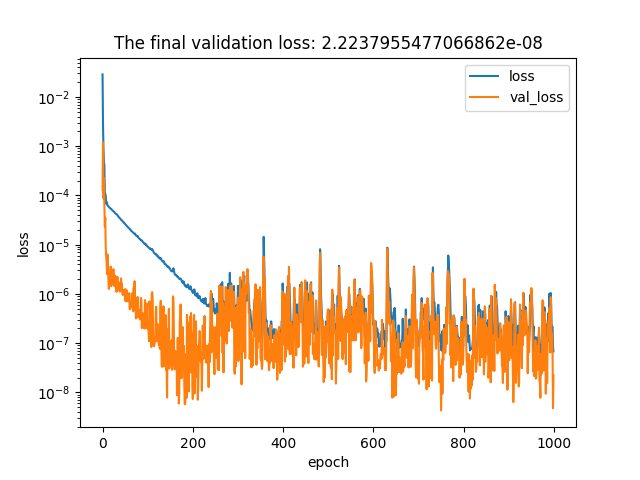 The final validation loss: 2.2237955477066862e-08
loss
val_loss
10⁻²
10⁻³
10⁻⁴
10⁻⁵
10⁻⁶
10⁻⁷
10⁻⁸
loss
0 200 400 600 800 1000
epoch